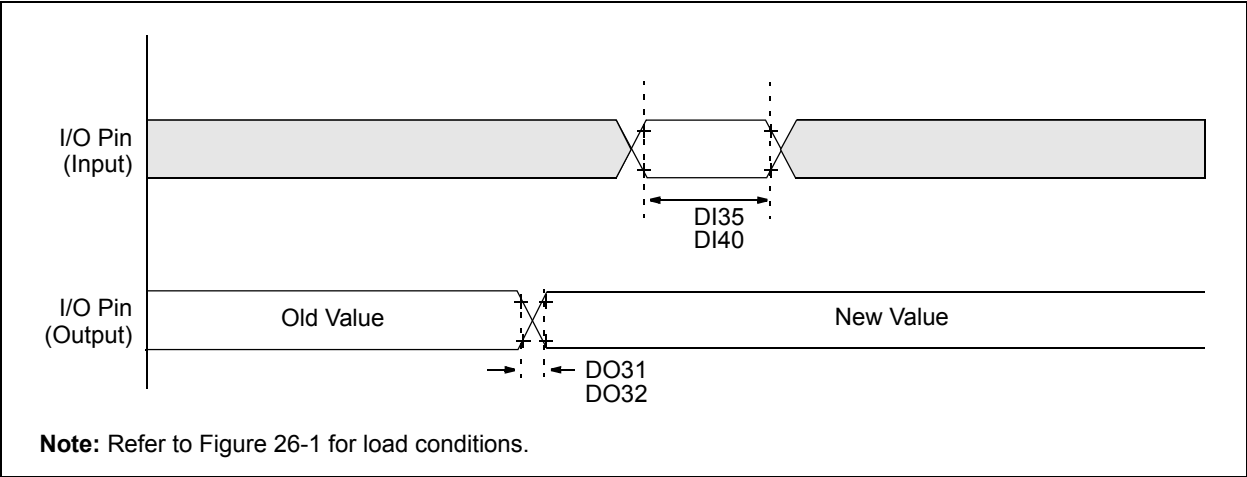 I/O Pin
(Input)
DI35
DI40
I/O Pin
(Output)
Old Value
New Value
DO31
DO32
Note: Refer to Figure 26-1 for load conditions.